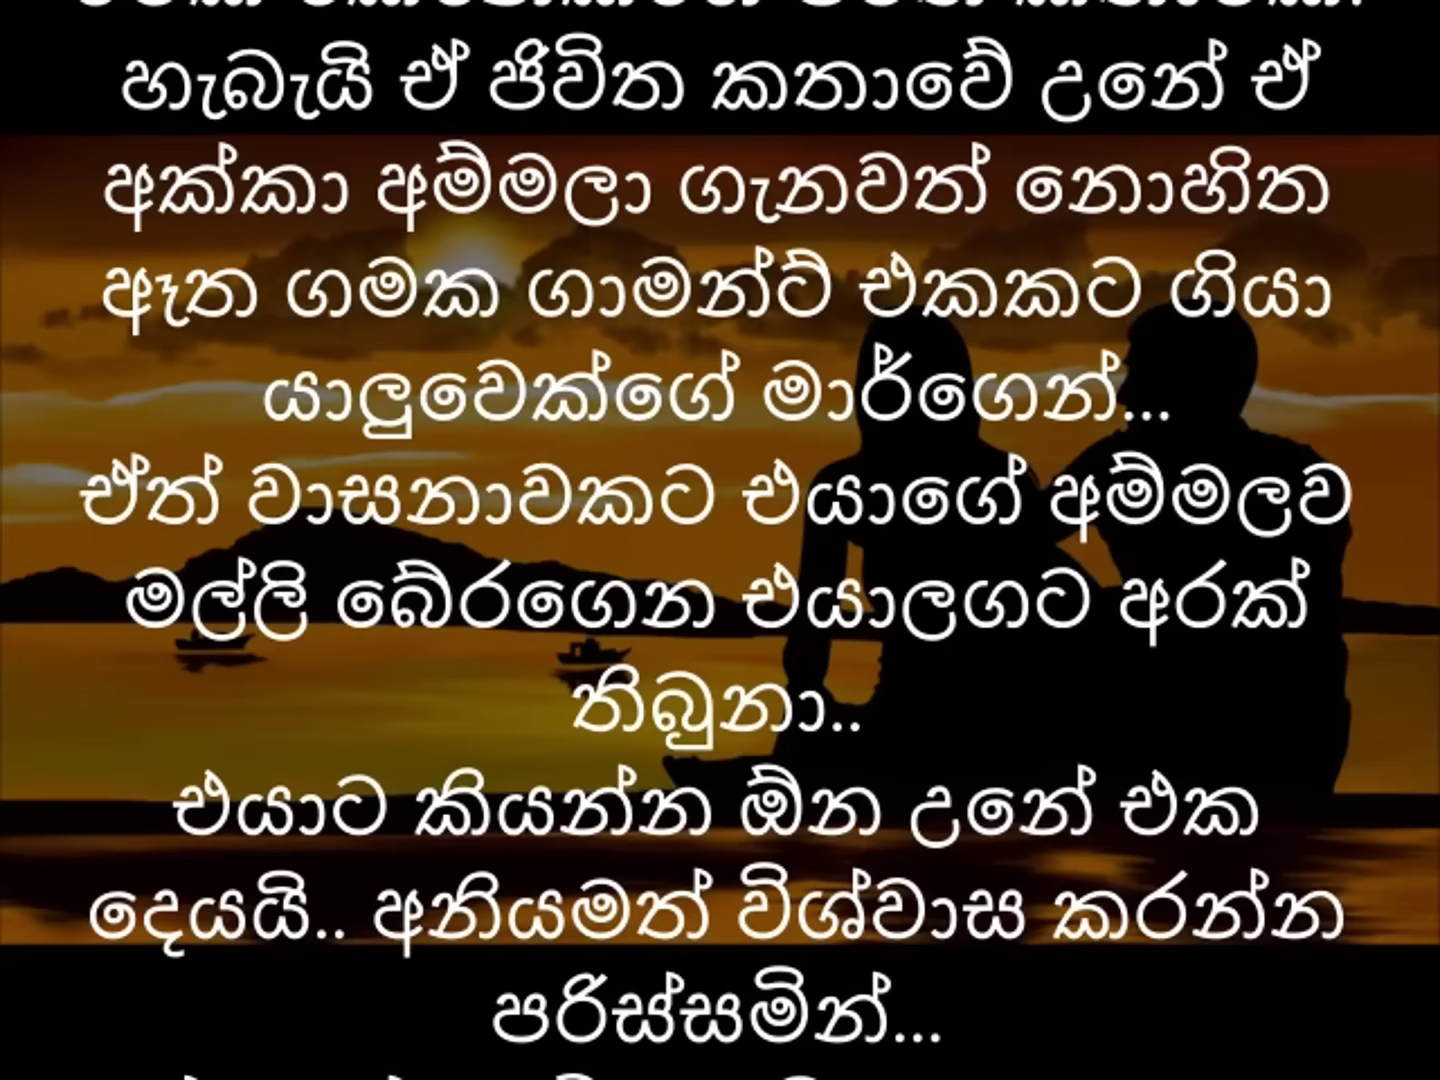 හැබැයි ඒ ජිවිත කතාවේ උනේ ඒ
අක්කා අම්මලා ගැනවත් නොහිත
ඈත ගමක ගාමන්ට් එකකට ගියා
යාලුවෙක්ගේ මාර්ගෙන්...
ඒත් වාසනාවකට එයාගේ අම්මලව
මල්ලි බේරගෙන එයාලගට අරක්
තිබුනා..
එයාට කියන්න ඕන උනේ එක
දෙයයි.. අනියමත් විශ්වාස කරන්න
පරිස්සමින්...